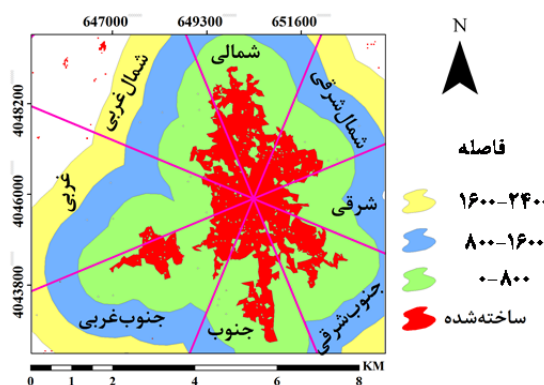 647000 649300 651600
N
4048200
4046000
4043800
شمالی
شمال‌شرقی
شرقی
جنوب‌شرقی
جنوب
جنوب‌غربی
غربی
شمال‌غربی
فاصله
۱۶۰۰-۲۴۰۰
۸۰۰-۱۶۰۰
۰-۸۰۰
ساخته‌شده
0 1 2 4 6 8
KM